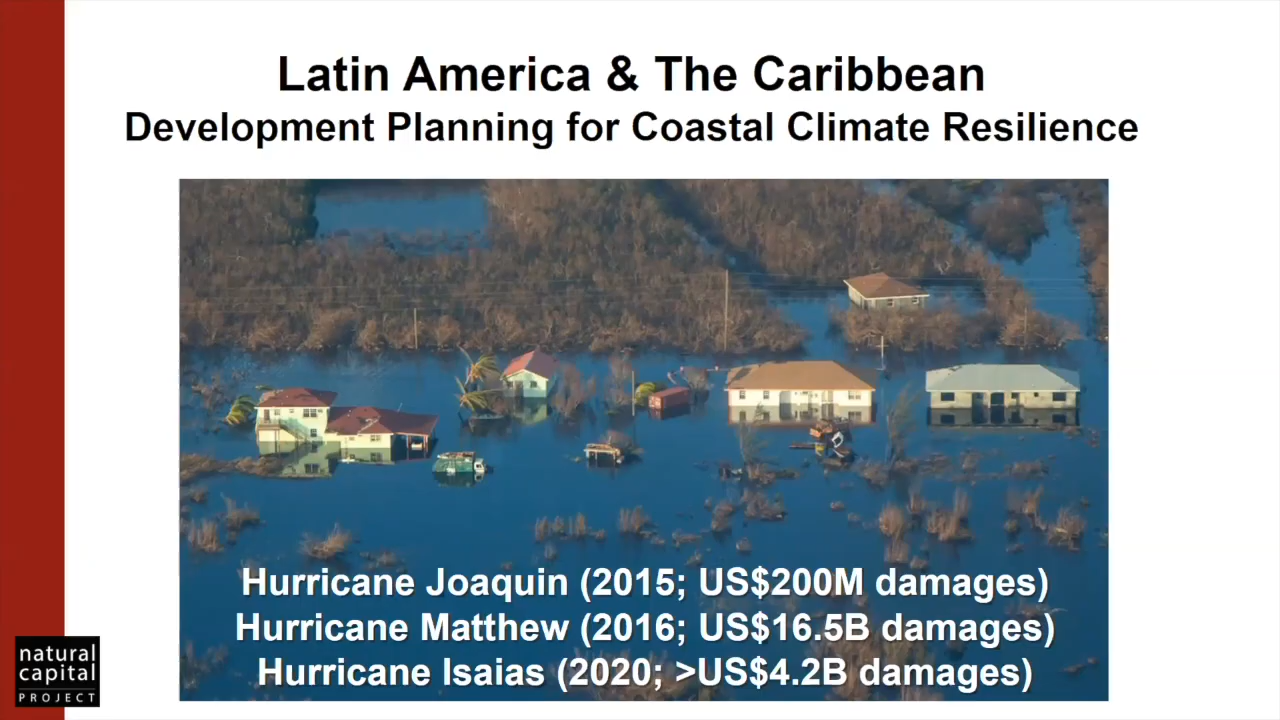 Latin America & The Caribbean
Development Planning for Coastal Climate Resilience
Hurricane Joaquin (2015; US$200M damages)
Hurricane Matthew (2016; US$16.5B damages)
Hurricane Isaias (2020; >US$4.2B damages)
natural
capital
PROJECT